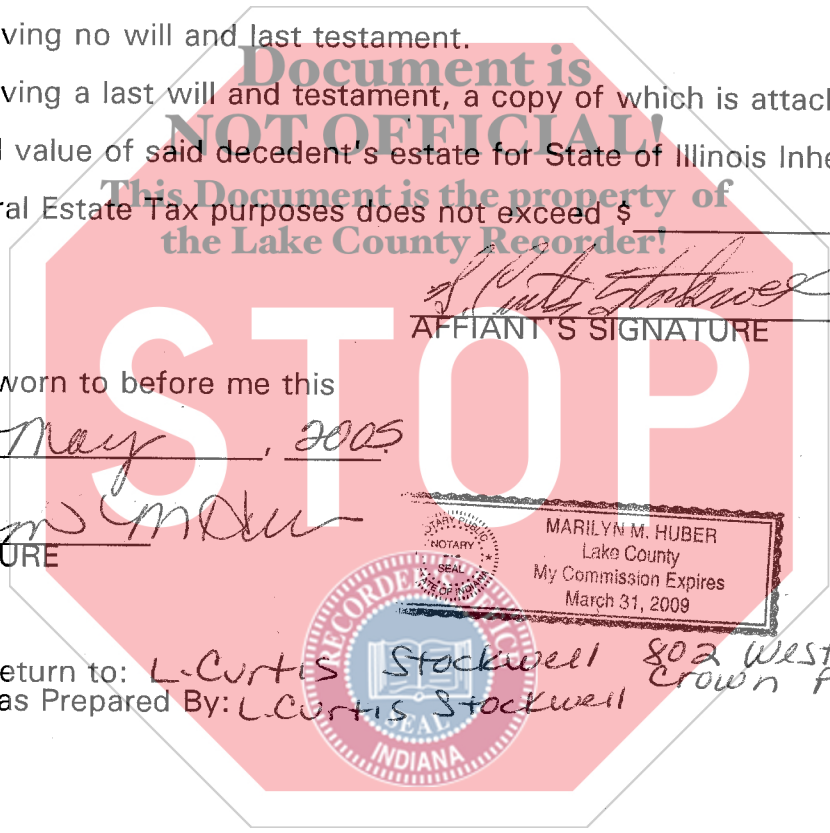 ving no will and last testament.
Document is
ving a last will and testament, a copy of which is attacl
NOT OFFICIAL!
l value of said decedent's estate for State of Illinois Inhe
This Document is the property of
ral Estate Tax purposes does not exceed $
the Lake County Recorder!
L. Curtis Stockwell
AFFIANT'S SIGNATURE
STOP
worn to before me this
May, 2005
URE
NOTARY PUBLIC
NOTARY
SEAL
STATE OF INDIANA
MARILYN M. HUBER
Lake County
My Commission Expires
March 31, 2009
RECORDER'S OFFICE
SEAL
INDIANA
eturn to: L. Curtis Stockwell 802 West
Crown P
as Prepared By: L. Curtis Stockwell